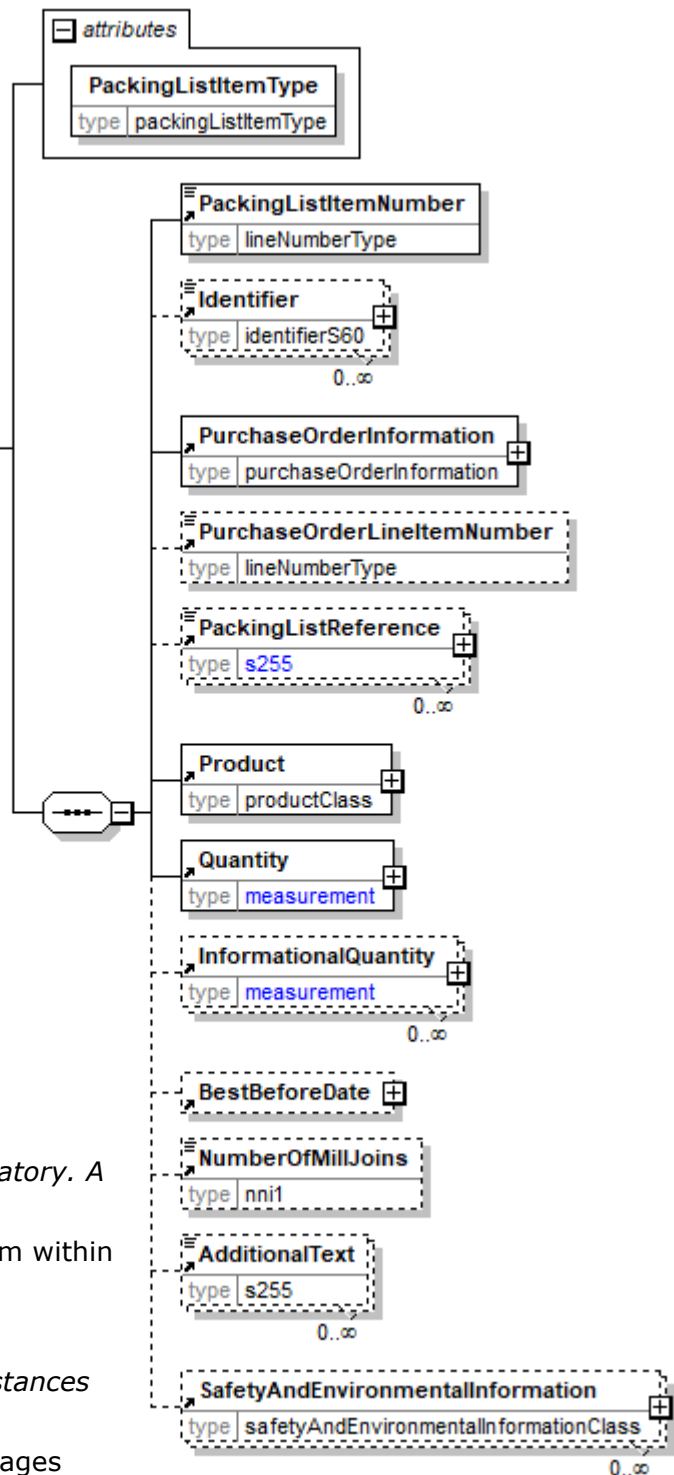 attributes
PackingListItemType
type packingListItemType
PackingListItemNumber
type lineNumberType
Identifier
type identifierS60
0..∞
PurchaseOrderInformation
type purchaseOrderInformation
PurchaseOrderLineItemNumber
type lineNumberType
PackingListReference
type s255
0..∞
Product
type productClass
Quantity
type measurement
InformationalQuantity
type measurement
0..∞
BestBeforeDate
atory. A
NumberOfMillJoins
type nni1
m within
AdditionalText
type s255
0..∞
stances
SafetyAndEnvironmentalInformation
type safetyAndEnvironmentalInformationClass
ages
0..∞